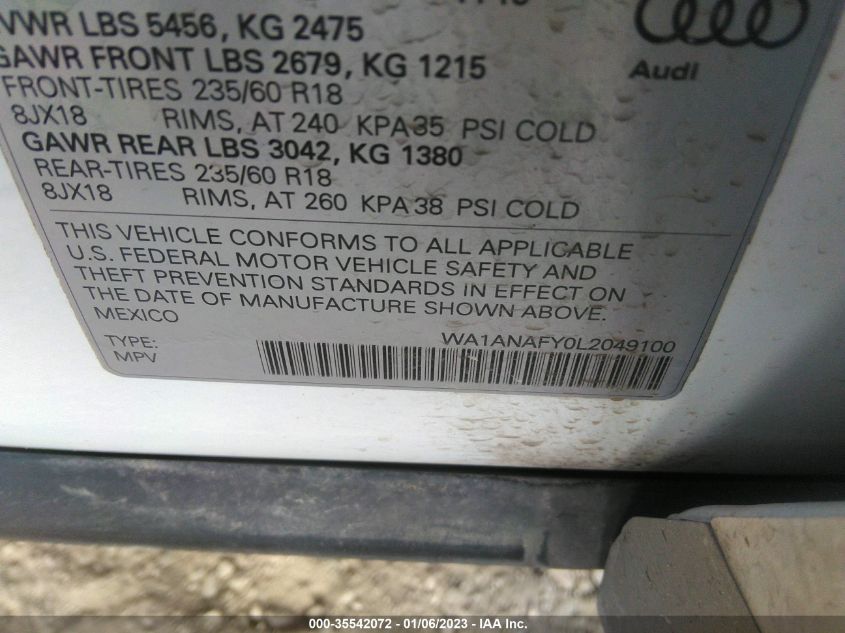 VWR LBS 5456, KG 2475
GAWR FRONT LBS 2679, KG 1215
FRONT-TIRES 235/60 R18
8JX18 RIMS, AT 240 KPA 35 PSI COLD
GAWR REAR LBS 3042, KG 1380
REAR-TIRES 235/60 R18
8JX18 RIMS, AT 260 KPA 38 PSI COLD
Audi
THIS VEHICLE CONFORMS TO ALL APPLICABLE
U.S. FEDERAL MOTOR VEHICLE SAFETY AND
THEFT PREVENTION STANDARDS IN EFFECT ON
THE DATE OF MANUFACTURE SHOWN ABOVE.
MEXICO
TYPE: WA1ANAFY0L2049100
MPV
000-35542072 - 01/06/2023 - IAA Inc.